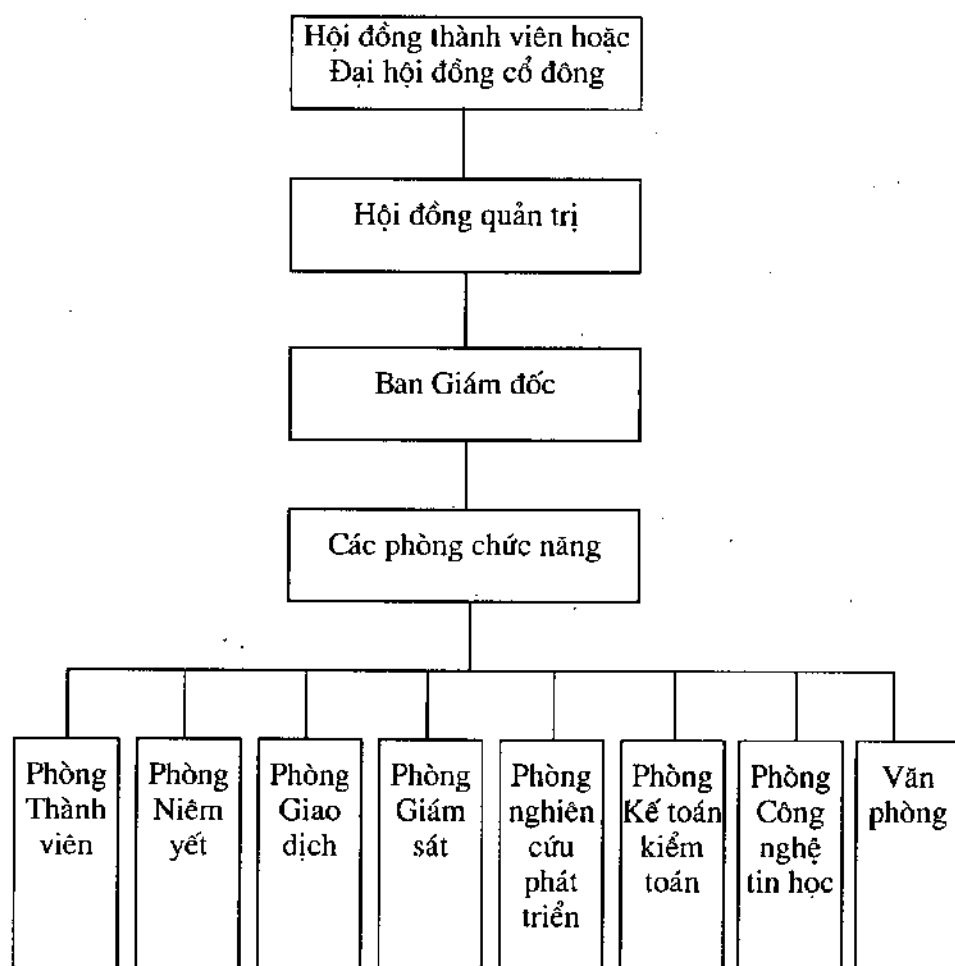 Hội đồng thành viên hoặc
Đại hội đồng cổ đông
Hội đồng quản trị
Ban Giám đốc
Các phòng chức năng
Phòng
Thành
viên
Phòng
Niêm
yết
Phòng
Giao
dịch
Phòng
Giám
sát
Phòng
nghiên
cứu
phát
triển
Phòng
Kế toán
kiểm
toán
Phòng
Công
nghệ
tin học
Văn
phòng